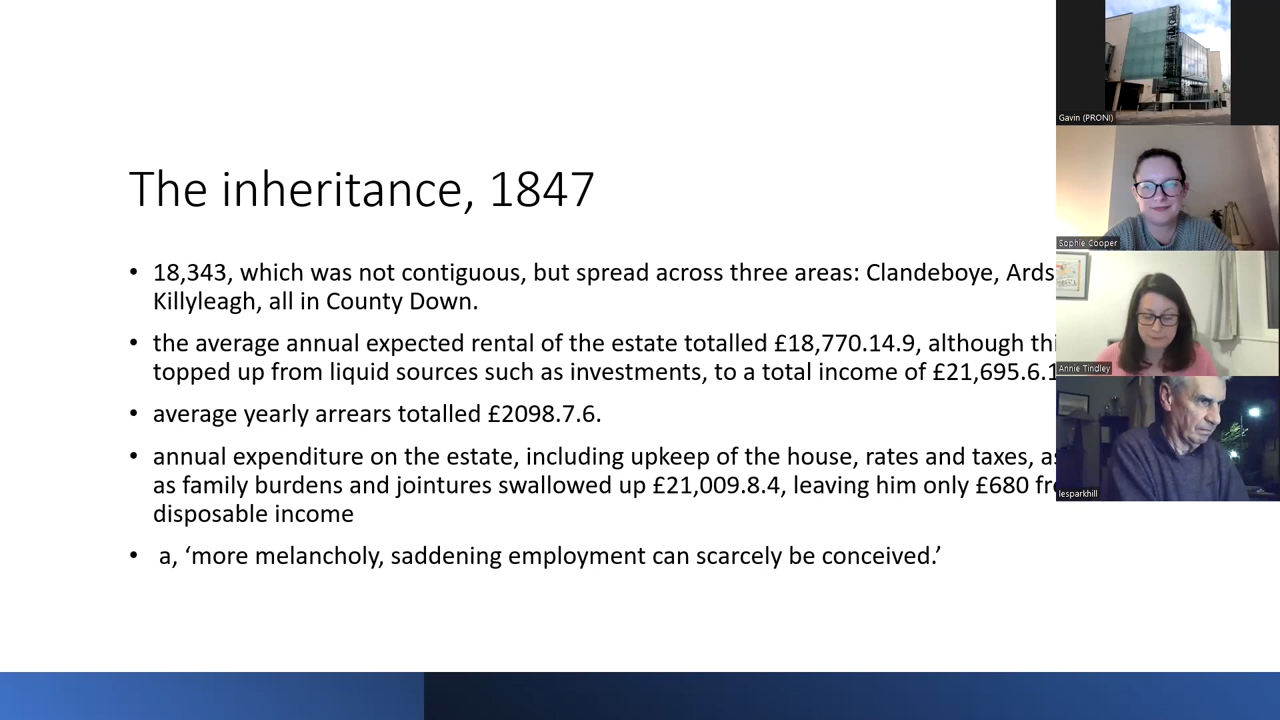 The inheritance, 1847
• 18,343, which was not contiguous, but spread across three areas: Clandeboye, Ards
Killyleagh, all in County Down.
• the average annual expected rental of the estate totalled £18,770.14.9, although thi
topped up from liquid sources such as investments, to a total income of £21,695.6.1
• average yearly arrears totalled £2098.7.6.
• annual expenditure on the estate, including upkeep of the house, rates and taxes, as
as family burdens and jointures swallowed up £21,009.8.4, leaving him only £680 fr
disposable income
• a, ‘more melancholy, saddening employment can scarcely be conceived.’
Gavin (PRONI)
Sophie Cooper
Annie Tindley
lesparkhill